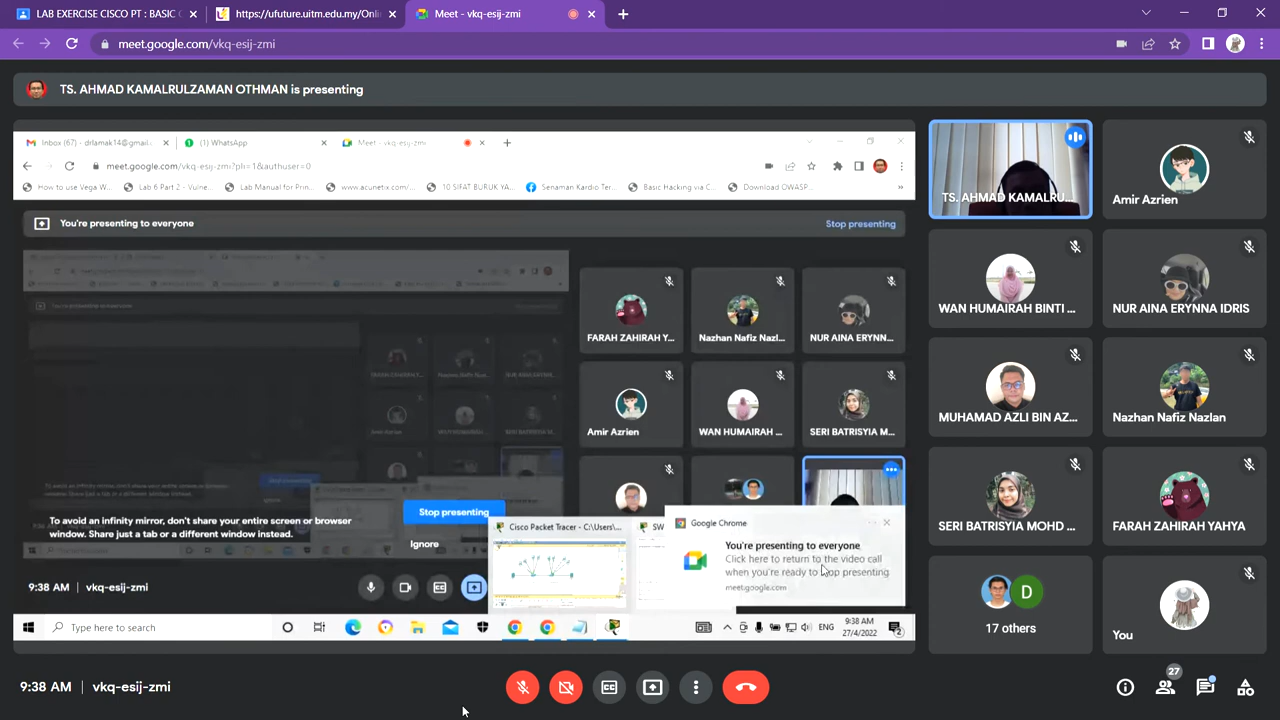 LAB EXERCISE CISCO PT : BASIC C
https://ufuture.uitm.edu.my/Onli
Meet - vkq-esij-zmi
meet.google.com/vkq-esij-zmi
TS. AHMAD KAMALRULZAMAN OTHMAN is presenting
Inbox (67) - drlamak14@gmail.
(1) WhatsApp
Meet - vkq-esij-zmi
meet.google.com/vkq-esij-zmi?pli=1&authuser=0
How to use Vega W...
Lab 6 Part 2 - Vulne...
Lab Manual for Prin...
www.acunetix.com/...
10 SIFAT BURUK YA...
Senaman Kardio Ter...
Basic Hacking via C...
Download OWASP...
You're presenting to everyone
Stop presenting
FARAH ZAHIRAH Y...
Nazhan Nafiz Nazl...
NUR AINA ERYNN...
Amir Azrien
WAN HUMAIRAH ...
SERI BATRISYIA M...
To avoid an infinity mirror, don't share your entire screen or browser
window. Share just a tab or a different window instead.
Stop presenting
Ignore
Cisco Packet Tracer - C:\Users\...
SW
Google Chrome
You're presenting to everyone
Click here to return to the video call
when you're ready to stop presenting
meet.google.com
9:38 AM
vkq-esij-zmi
Type here to search
ENG
9:38 AM
27/4/2022
2
TS. AHMAD KAMALRU...
Amir Azrien
WAN HUMAIRAH BINTI ...
NUR AINA ERYNNA IDRIS
MUHAMAD AZLI BIN AZ...
Nazhan Nafiz Nazlan
SERI BATRISYIA MOHD ...
FARAH ZAHIRAH YAHYA
D
17 others
You
9:38 AM
vkq-esij-zmi
27